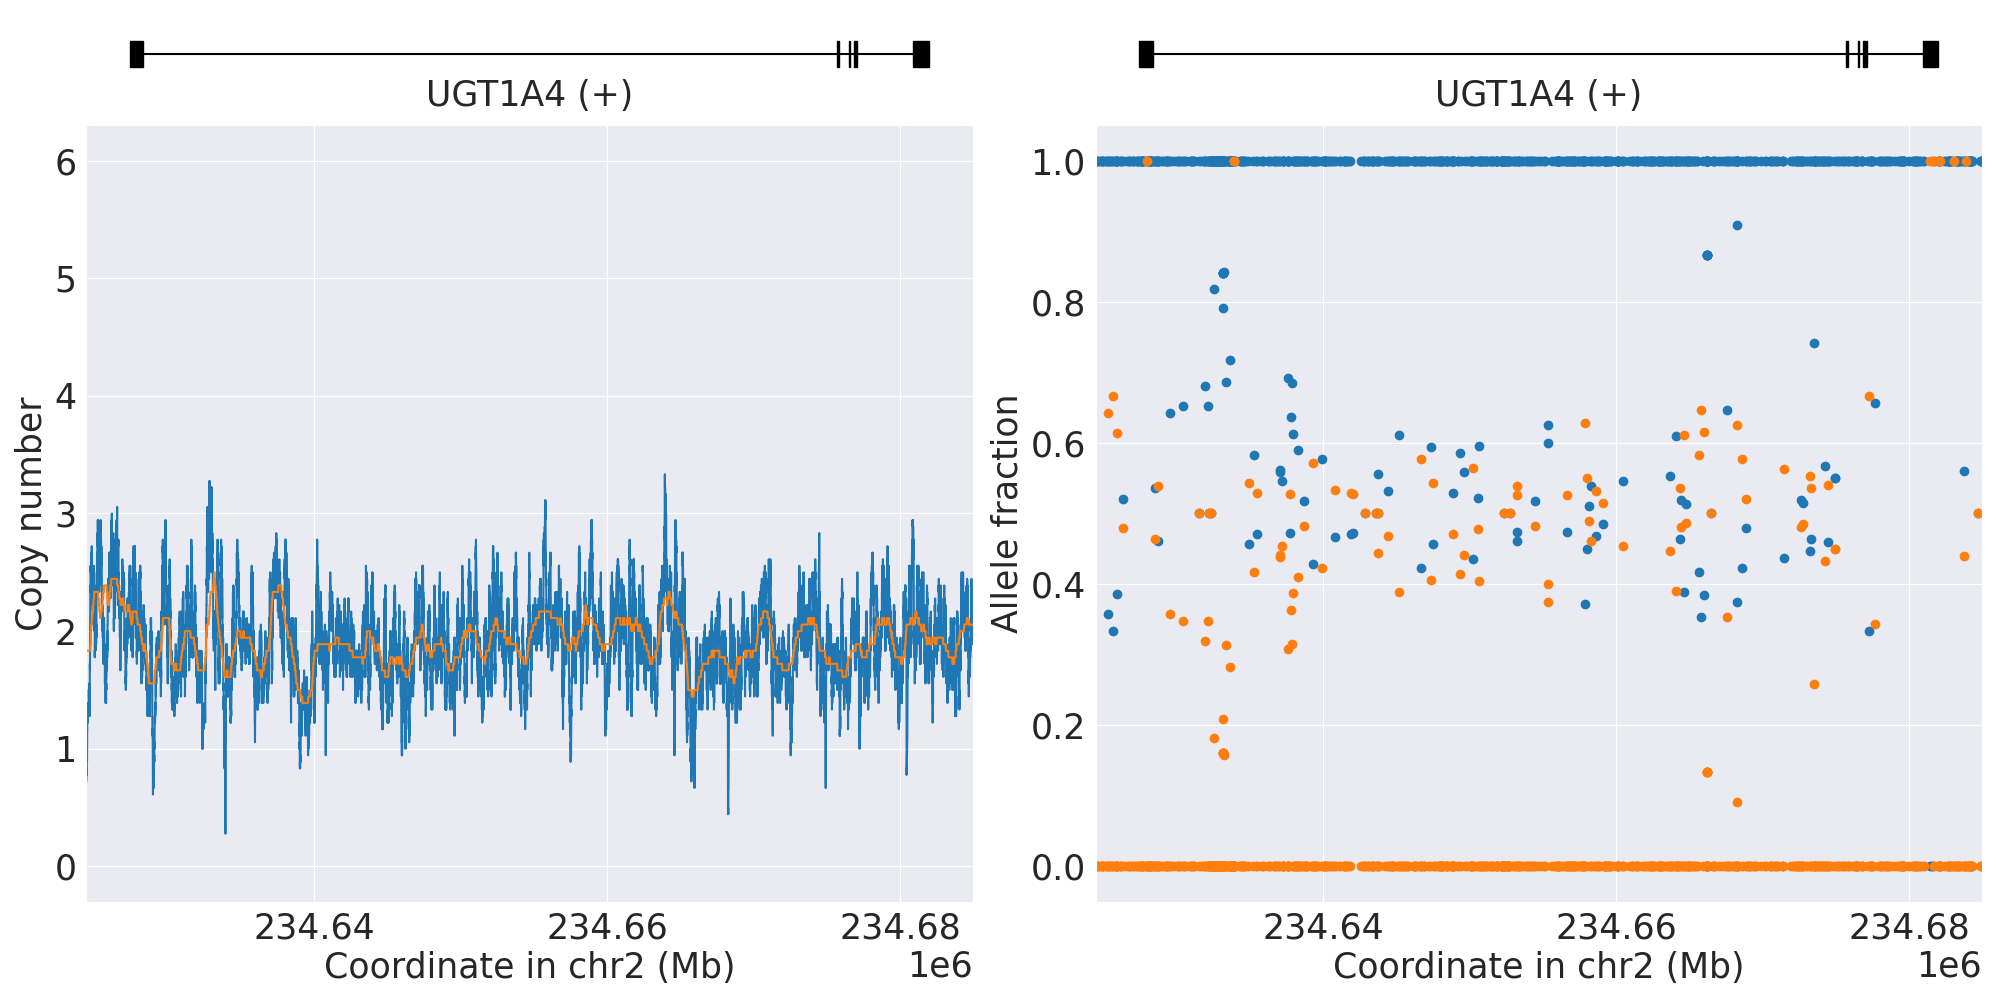 UGT1A4 (+)
6
5
4
3
2
1
0
Copy number
234.64 234.66 234.68
Coordinate in chr2 (Mb)
1e6
UGT1A4 (+)
1.0
0.8
0.6
0.4
0.2
0.0
Allele fraction
234.64 234.66 234.68
Coordinate in chr2 (Mb)
1e6